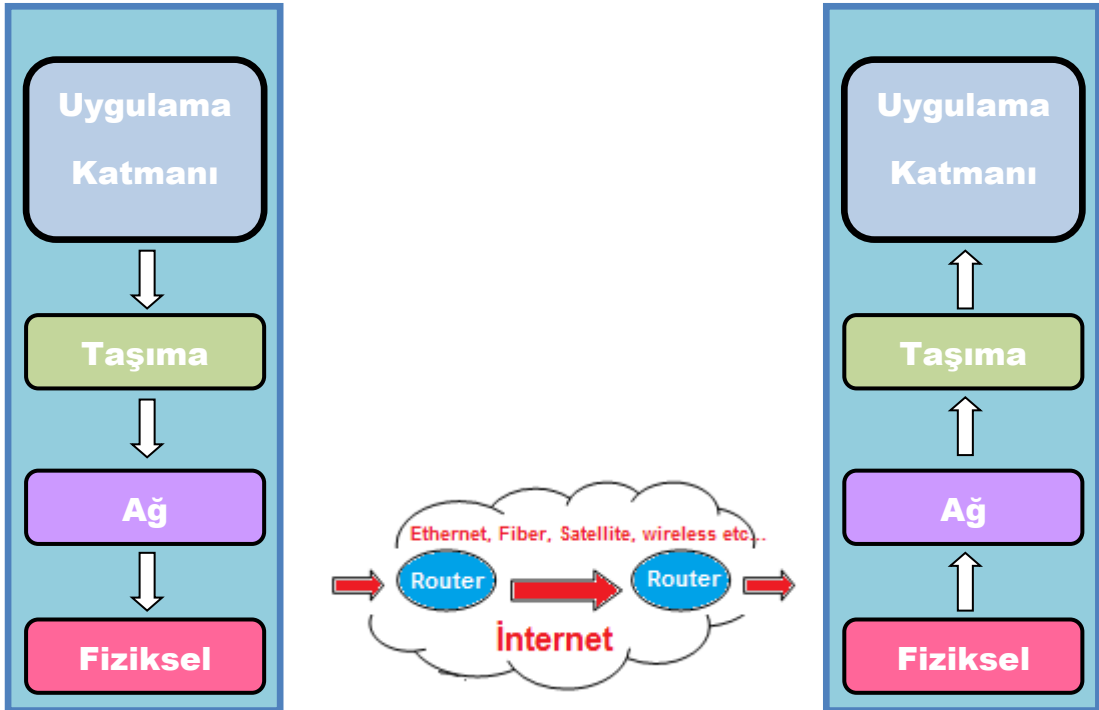 Uygulama
Katmanı
Taşıma
Ağ
Fiziksel
Ethernet, Fiber, Satellite, wireless etc...
Router
Router
İnternet
Uygulama
Katmanı
Taşıma
Ağ
Fiziksel